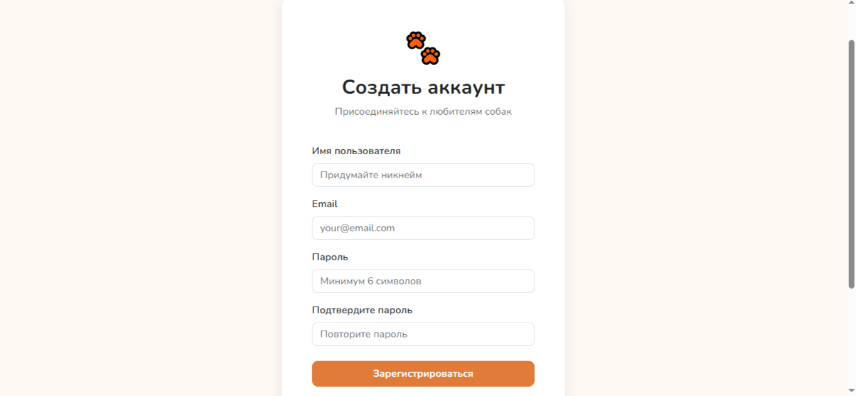 Создать аккаунт
Присоединяйтесь к любителям собак
Имя пользователя
Придумайте никнейм
Email
your@email.com
Пароль
Минимум 6 символов
Подтвердите пароль
Повторите пароль
Зарегистрироваться